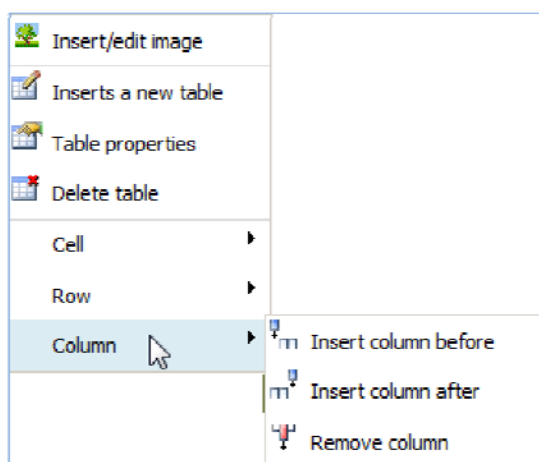 Insert/edit image
Inserts a new table
Table properties
Delete table
Cell
Row
Column
Insert column before
Insert column after
Remove column